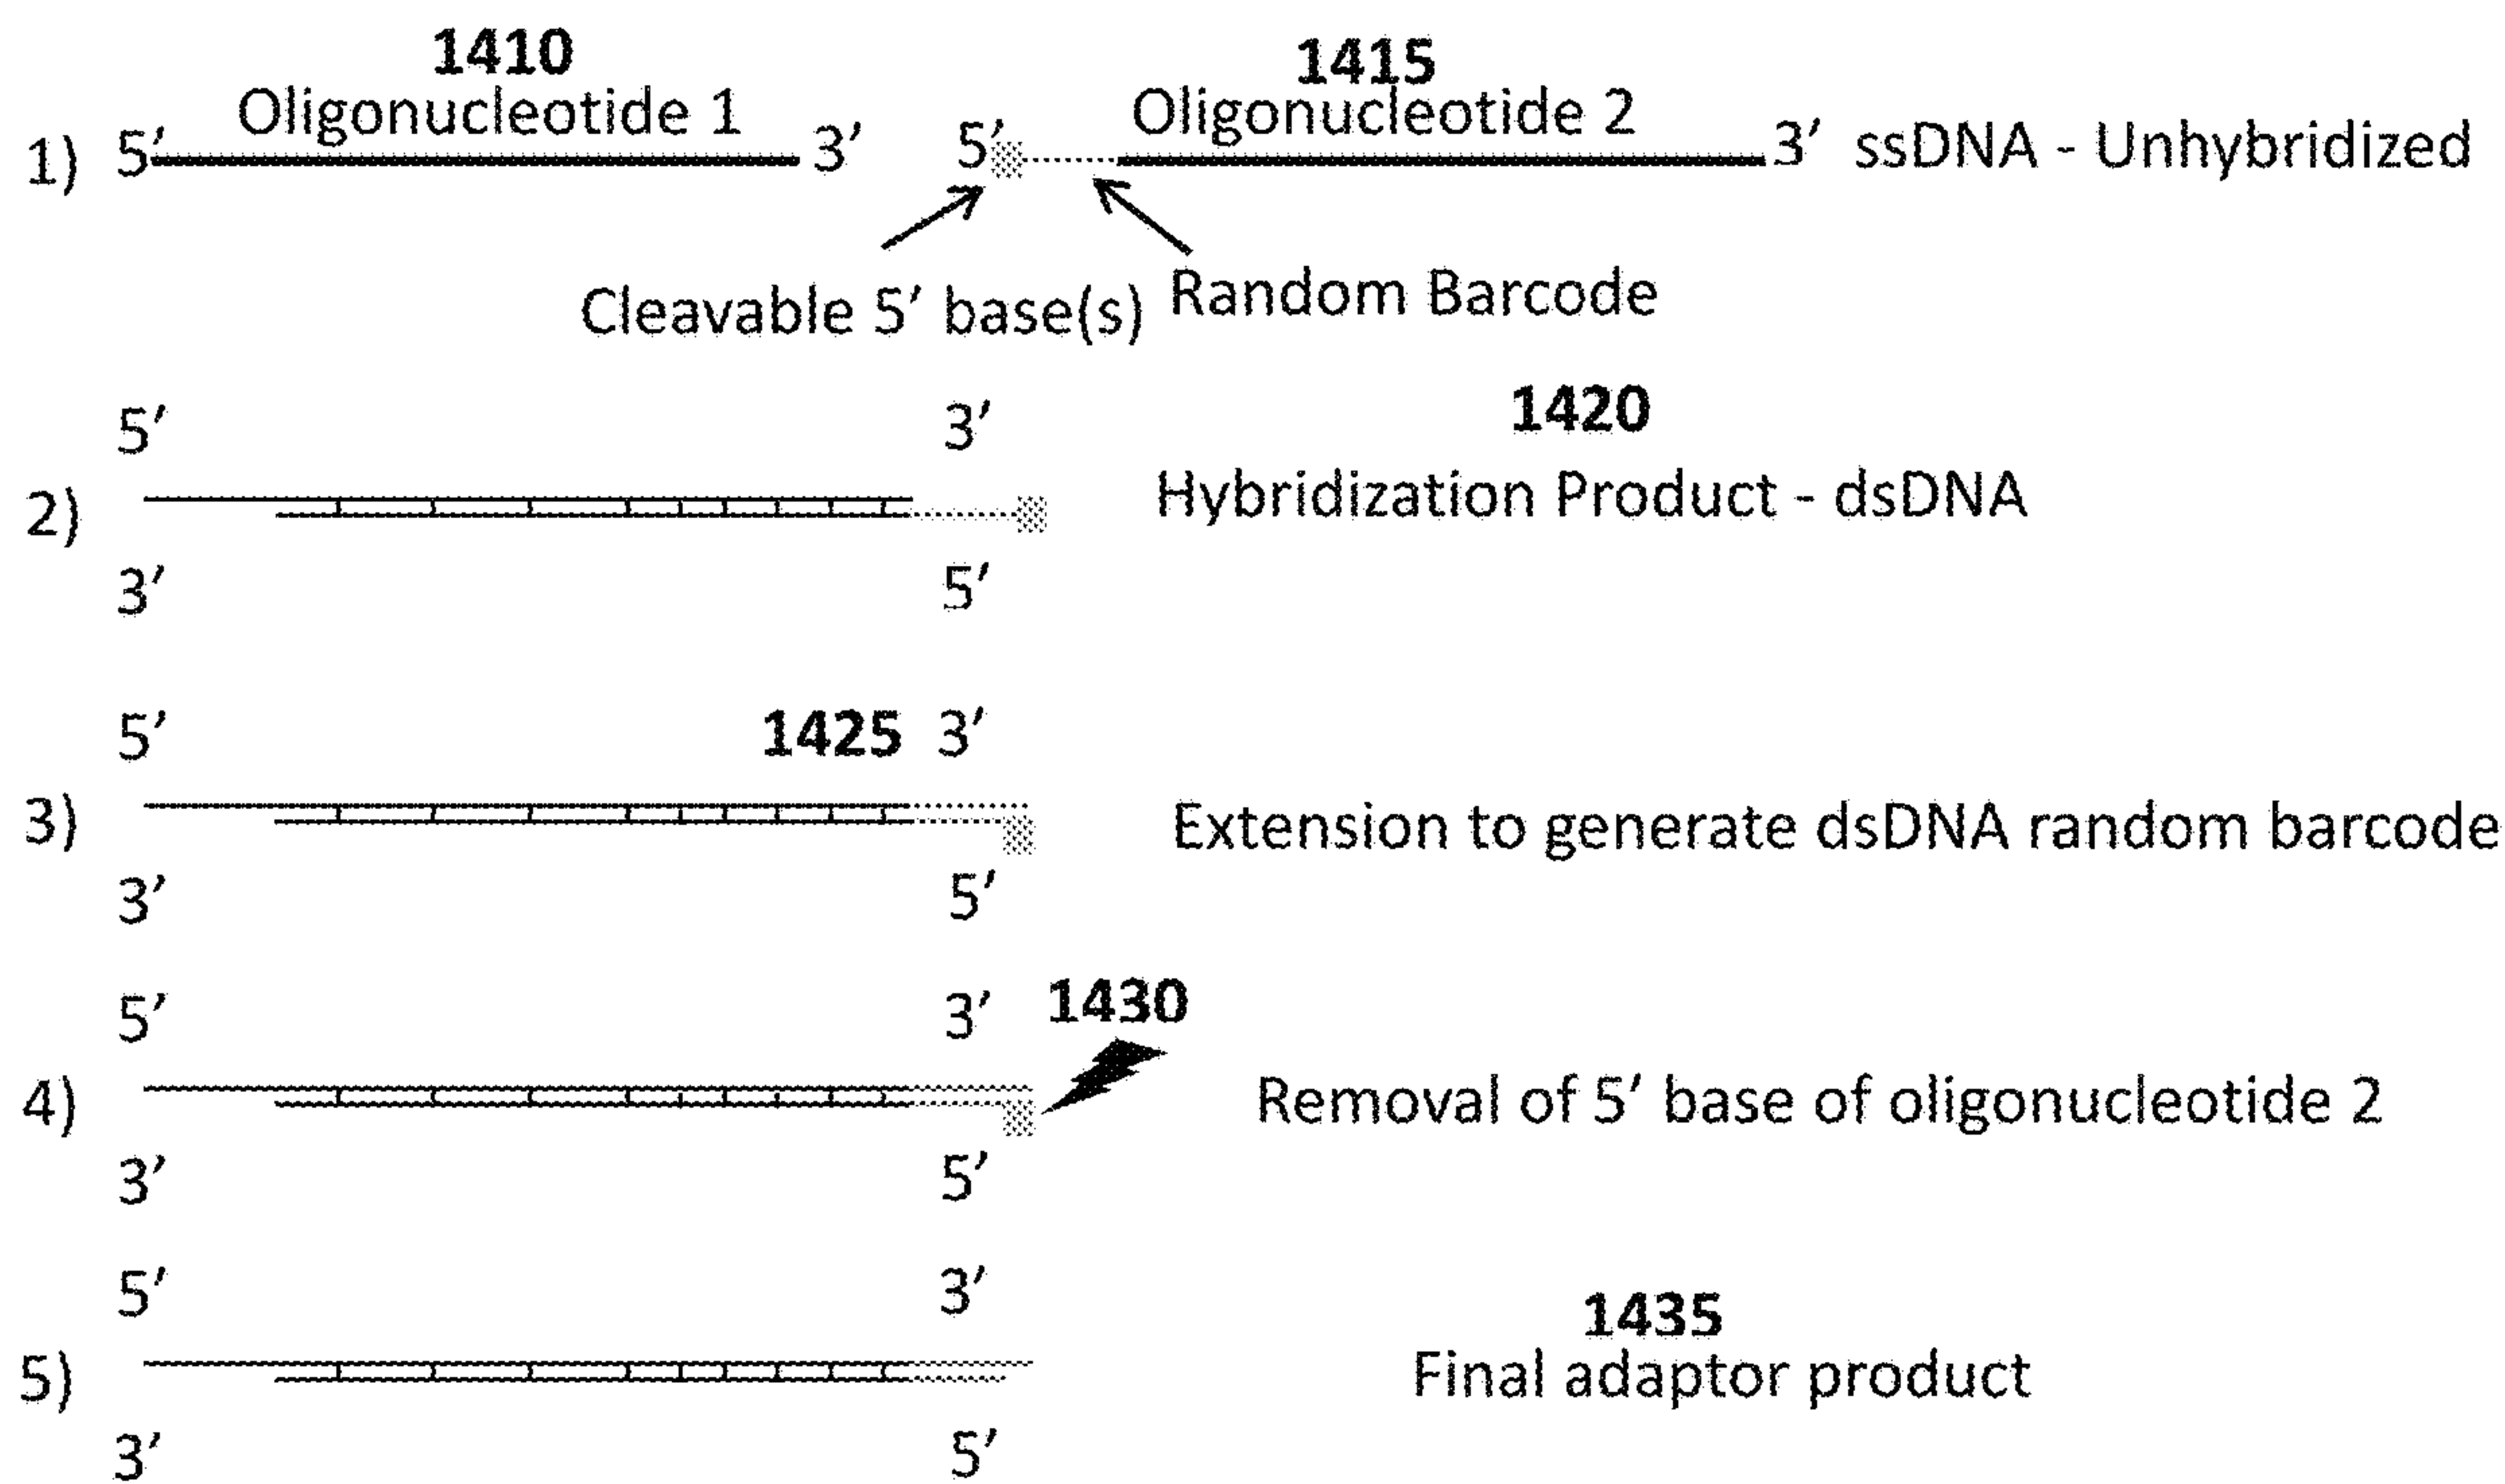 1410
1415
Oligonucleotide 1
Oligonucleotide 2
1) 5′ 3′ 5′ 3′ ssDNA - Unhybridized
Cleavable 5′ base(s) Random Barcode
1420
5′ 3′
2) Hybridization Product - dsDNA
3′ 5′
5′ 1425 3′
3) Extension to generate dsDNA random barcode
3′ 5′
5′ 3′ 1430
4) Removal of 5′ base of oligonucleotide 2
3′ 5′
5′ 3′
1435
5) Final adaptor product
3′ 5′